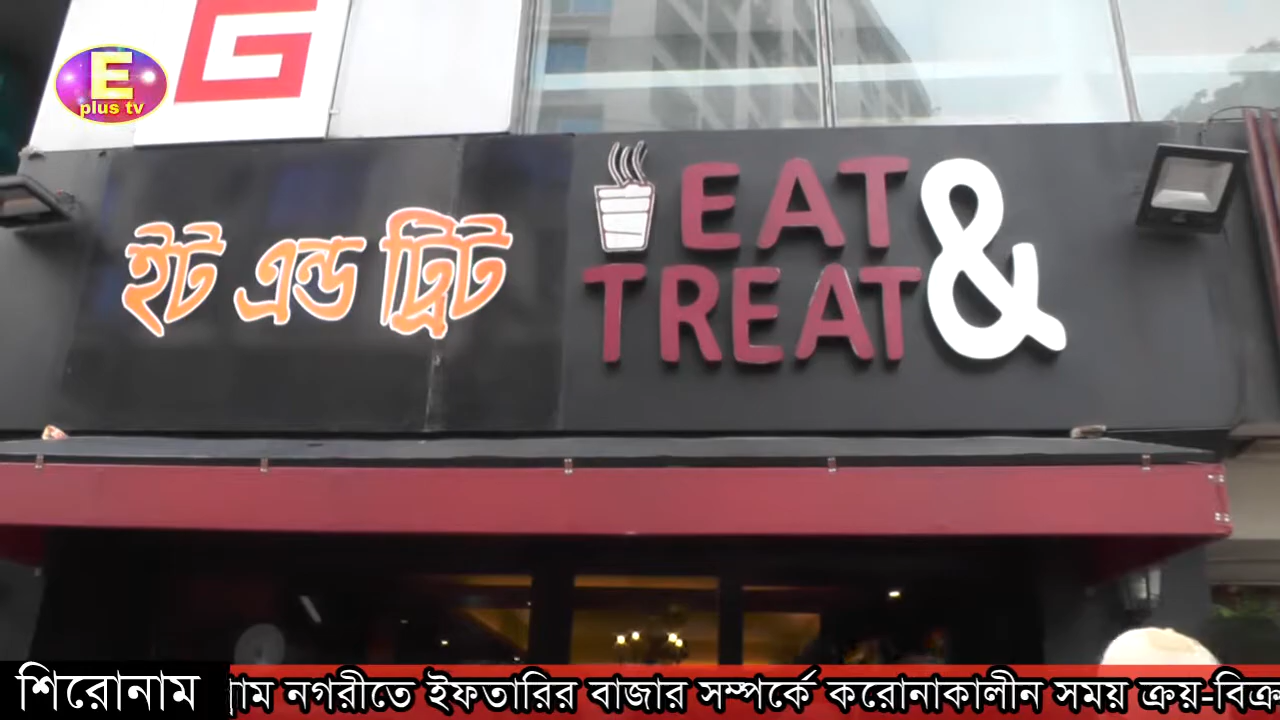 E
plus tv
G
ইট এন্ড ট্রিট
EAT
&
TREAT
শিরোনাম
গ্রাম নগরীতে ইফতারির বাজার সম্পর্কে করোনাকালীন সময় ক্রয়-বিক্র